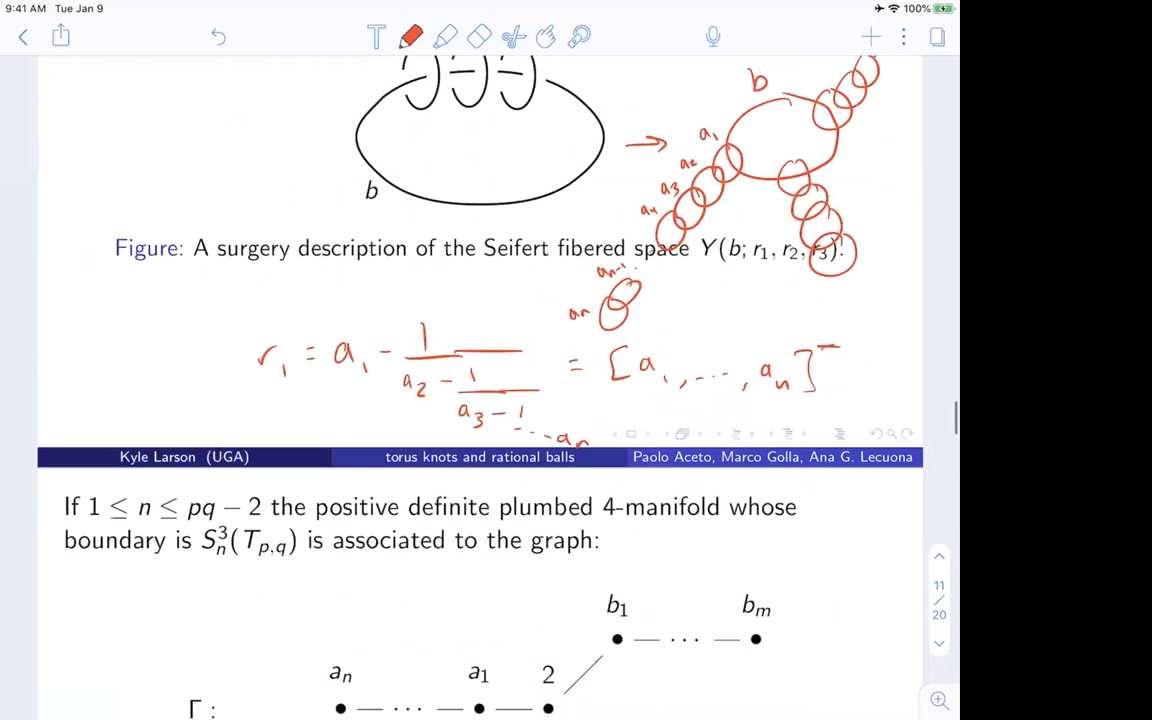 9:41 AM Tue Jan 9
100%
b
a₁
a₂
a₃
a₄
b
Figure: A surgery description of the Seifert fibered space Y(b; r₁, r₂, r₃).
aₙ₋₁
aₙ
r₁ = a₁ - 1/(a₂ - 1/(a₃ - 1/(... aₙ))) = [a₁, ..., aₙ]⁻
Kyle Larson (UGA) torus knots and rational balls Paolo Aceto, Marco Golla, Ana G. Lecuona
If 1 ≤ n ≤ pq − 2 the positive definite plumbed 4-manifold whose
boundary is S³ₙ(Tₚ,q) is associated to the graph:
b₁ bₘ
— ··· —
aₙ a₁ 2
Γ : — ··· — —
11
/
20